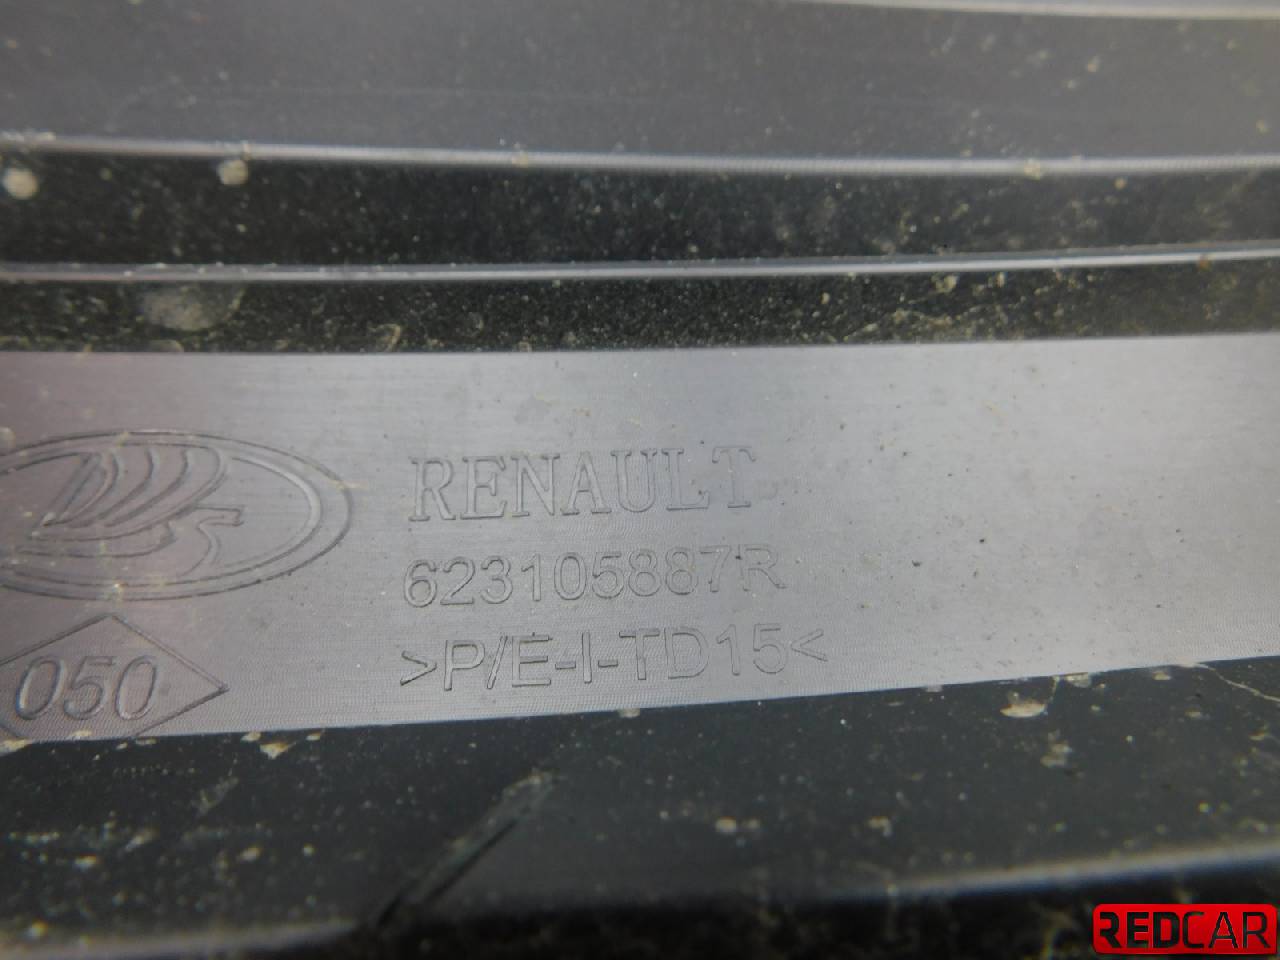 RENAULT
623105887R
>P/E-I-TD15<
050
REDCAR